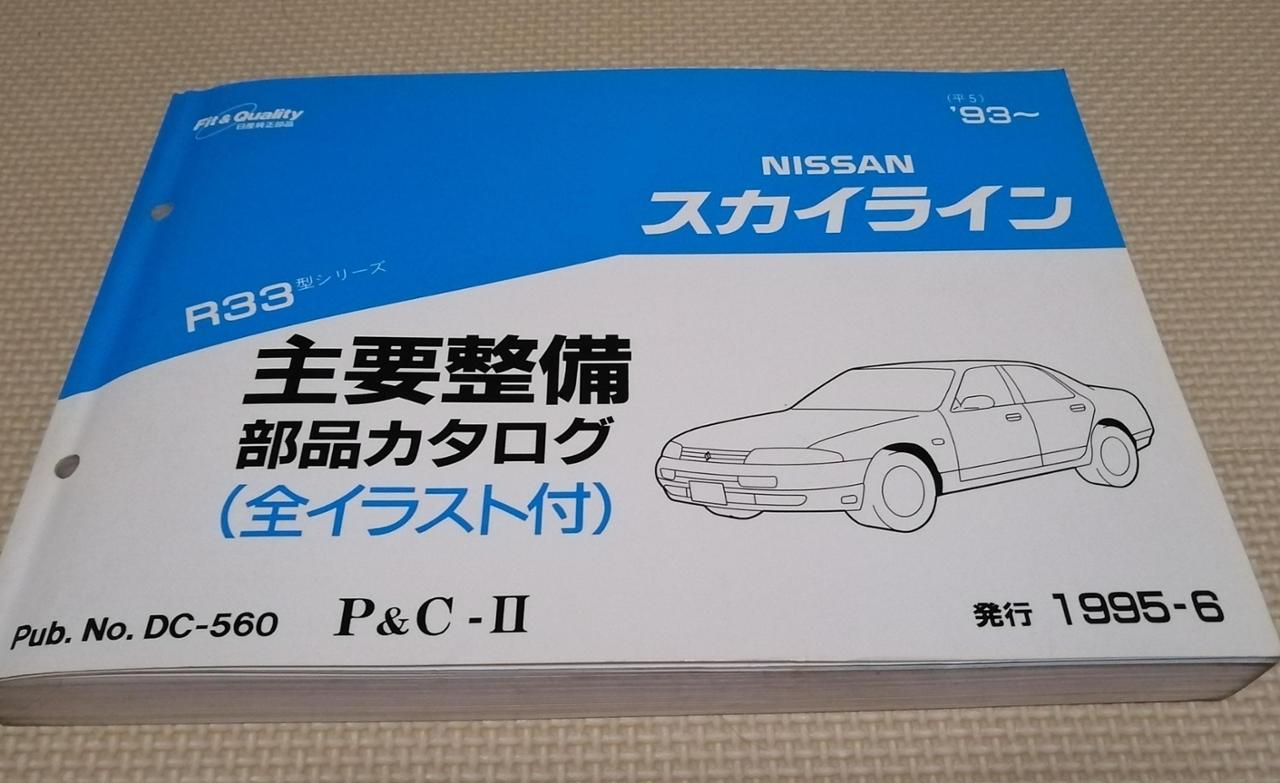 Fit & Quality
日産純正部品
(平5)
'93～
NISSAN
スカイライン
R33型シリーズ
主要整備
部品カタログ
(全イラスト付)
Pub. No. DC-560 P&C-II
発行 1995-6